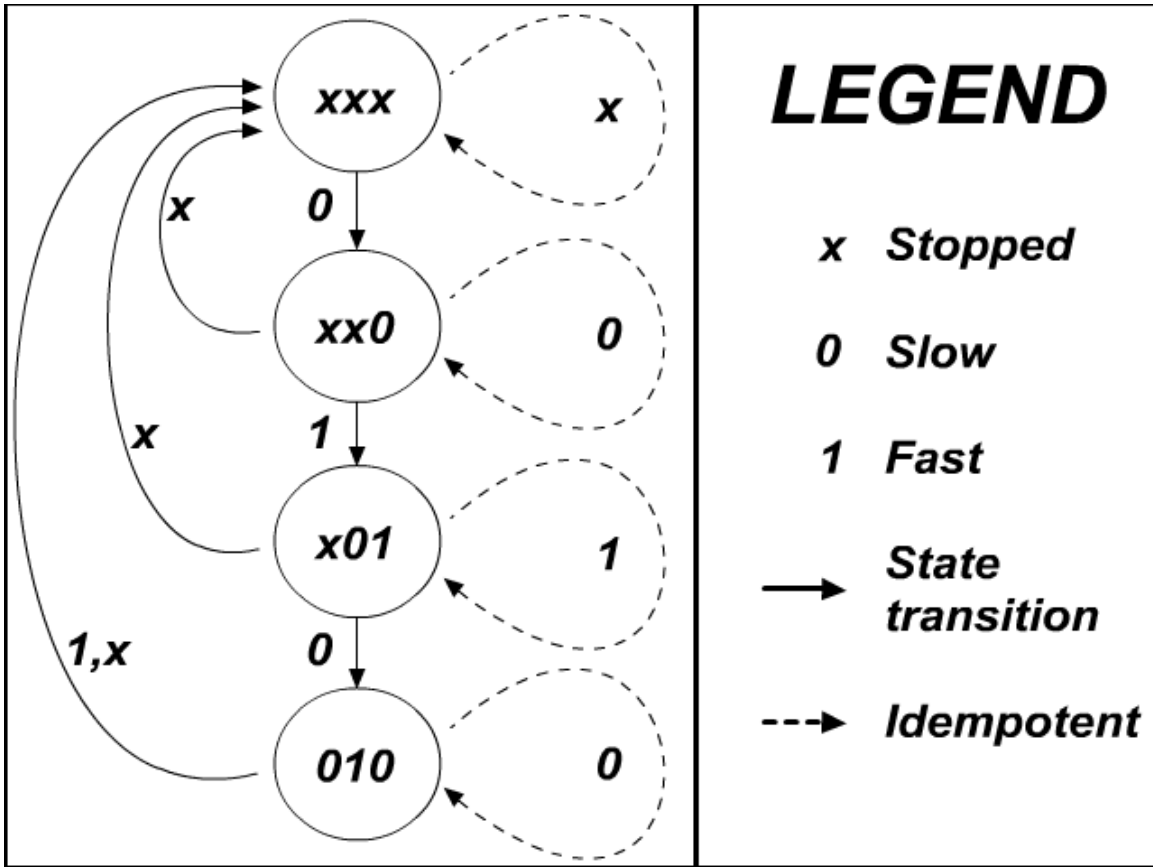 xxx
x
x
0
xx0
0
x
1
x01
1
1,x
0
010
0
LEGEND
x Stopped
0 Slow
1 Fast
State
transition
Idempotent